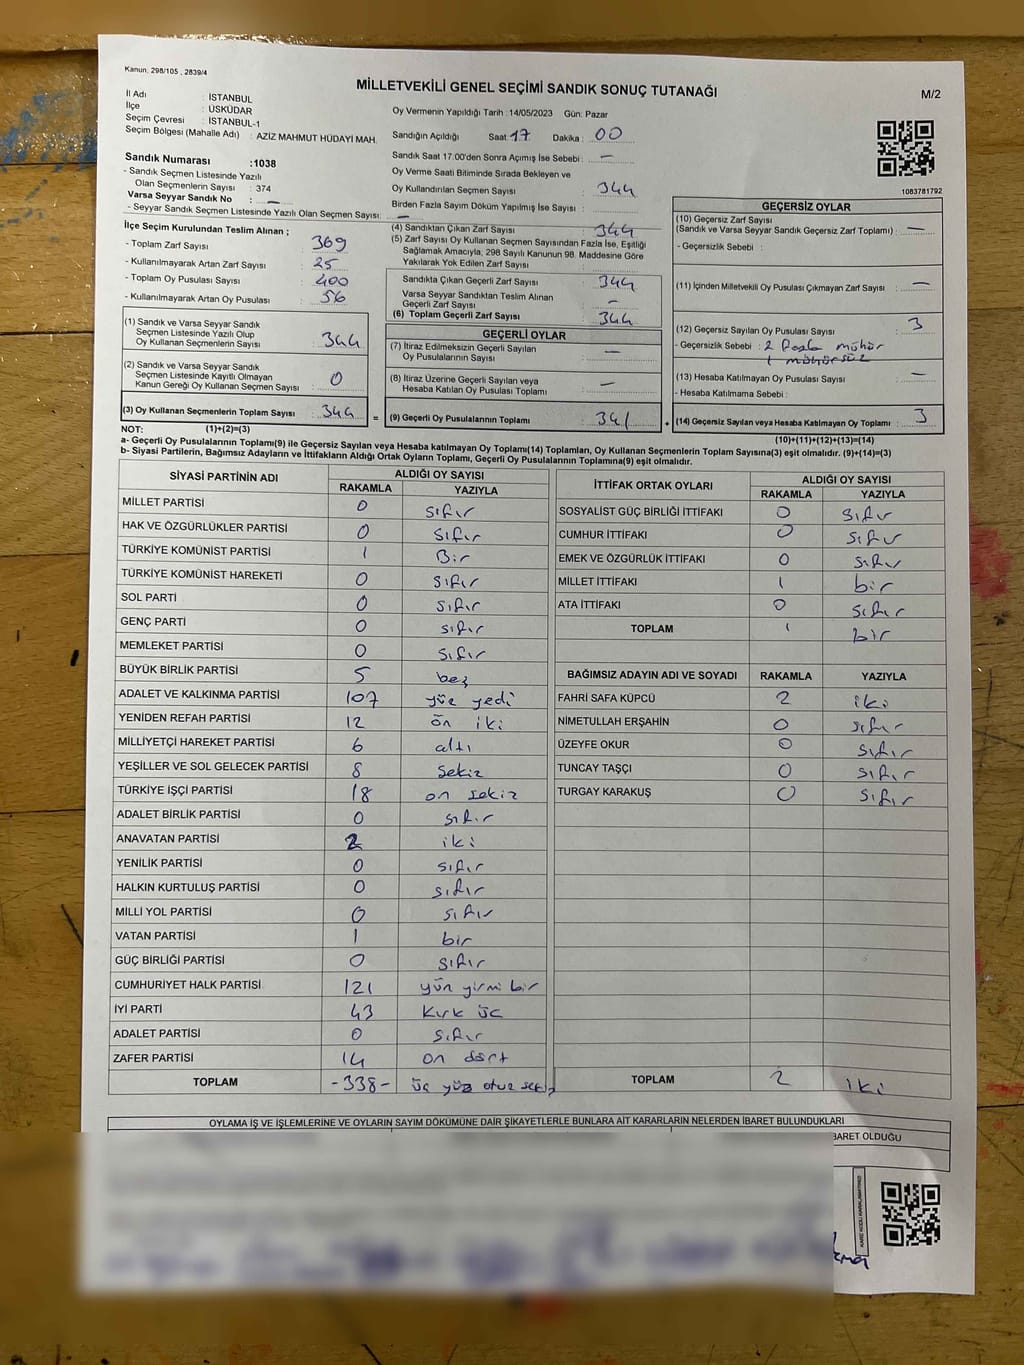 Kanun: 298/105 , 2839/4
MİLLETVEKİLİ GENEL SEÇİMİ SANDIK SONUÇ TUTANAĞI
M/2
İl Adı : İSTANBUL
İlçe : ÜSKÜDAR
Seçim Çevresi : İSTANBUL-1
Seçim Bölgesi (Mahalle Adı) : AZİZ MAHMUT HÜDAYİ MAH.
Sandık Numarası :1038
- Sandık Seçmen Listesinde Yazılı
Olan Seçmenlerin Sayısı : 374
Varsa Seyyar Sandık No : —
- Seyyar Sandık Seçmen Listesinde Yazılı Olan Seçmen Sayısı: —
Oy Vermenin Yapıldığı Tarih : 14/05/2023 Gün: Pazar
Sandığın Açıldığı Saat : 17 Dakika : 00
Sandık Saat 17:00'den Sonra Açımış İse Sebebi : —
Oy Verme Saati Bitiminde Sırada Bekleyen ve
Oy Kullandırılan Seçmen Sayısı : 344
Birden Fazla Sayım Döküm Yapılmış İse Sayısı :
1083781792
İlçe Seçim Kurulundan Teslim Alınan ;
- Toplam Zarf Sayısı : 369
- Kullanılmayarak Artan Zarf Sayısı : 25
- Toplam Oy Pusulası Sayısı : 400
- Kullanılmayarak Artan Oy Pusulası : 56
(4) Sandıktan Çıkan Zarf Sayısı : 344
(5) Zarf Sayısı Oy Kullanan Seçmen Sayısından Fazla İse, Eşitliği
Sağlamak Amacıyla, 298 Sayılı Kanunun 98. Maddesine Göre
Yakılarak Yok Edilen Zarf Sayısı :
Sandıkta Çıkan Geçerli Zarf Sayısı : 344
Varsa Seyyar Sandıktan Teslim Alınan
Geçerli Zarf Sayısı : —
(6) Toplam Geçerli Zarf Sayısı : 344
GEÇERSİZ OYLAR
(10) Geçersiz Zarf Sayısı
(Sandık ve Varsa Seyyar Sandık Geçersiz Zarf Toplamı) : —
- Geçersizlik Sebebi :
(11) İçinden Milletvekili Oy Pusulası Çıkmayan Zarf Sayısı : —
(12) Geçersiz Sayılan Oy Pusulası Sayısı : 3
- Geçersizlik Sebebi : 2 fazla mühür
1 mühürsüz
(13) Hesaba Katılmayan Oy Pusulası Sayısı : —
- Hesaba Katılmama Sebebi :
(1) Sandık ve Varsa Seyyar Sandık
Seçmen Listesinde Yazılı Olup
Oy Kullanan Seçmenlerin Sayısı : 344
(2) Sandık ve Varsa Seyyar Sandık
Seçmen Listesinde Kayıtlı Olmayan
Kanun Gereği Oy Kullanan Seçmen Sayısı : 0
GEÇERLİ OYLAR
(7) İtiraz Edilmeksizin Geçerli Sayılan
Oy Pusulalarının Sayısı : —
(8) İtiraz Üzerine Geçerli Sayılan veya
Hesaba Katılan Oy Pusulası Toplamı : —
(3) Oy Kullanan Seçmenlerin Toplam Sayısı : 344 = (9) Geçerli Oy Pusulalarının Toplamı : 341 + (14) Geçersiz Sayılan veya Hesaba Katılmayan Oy Toplamı : 3
NOT: (1)+(2)=(3) (10)+(11)+(12)+(13)=(14)
a- Geçerli Oy Pusulalarının Toplamı(9) ile Geçersiz Sayılan veya Hesaba katılmayan Oy Toplamı(14) Toplamları, Oy Kullanan Seçmenlerin Toplam Sayısına(3) eşit olmalıdır. (9)+(14)=(3)
b- Siyasi Partilerin, Bağımsız Adayların ve İttifakların Aldığı Ortak Oyların Toplamı, Geçerli Oy Pusulalarının Toplamına(9) eşit olmalıdır.
SİYASİ PARTİNİN ADI ALDIĞI OY SAYISI
RAKAMLA YAZIYLA
MİLLET PARTİSİ 0 sıfır
HAK VE ÖZGÜRLÜKLER PARTİSİ 0 sıfır
TÜRKİYE KOMÜNİST PARTİSİ 1 Bir
TÜRKİYE KOMÜNİST HAREKETİ 0 sıfır
SOL PARTİ 0 sıfır
GENÇ PARTİ 0 sıfır
MEMLEKET PARTİSİ 0 sıfır
BÜYÜK BİRLİK PARTİSİ 5 beş
ADALET VE KALKINMA PARTİSİ 107 yüz yedi
YENİDEN REFAH PARTİSİ 12 on iki
MİLLİYETÇİ HAREKET PARTİSİ 6 altı
YEŞİLLER VE SOL GELECEK PARTİSİ 8 sekiz
TÜRKİYE İŞÇİ PARTİSİ 18 on sekiz
ADALET BİRLİK PARTİSİ 0 sıfır
ANAVATAN PARTİSİ 2 iki
YENİLİK PARTİSİ 0 sıfır
HALKIN KURTULUŞ PARTİSİ 0 sıfır
MİLLİ YOL PARTİSİ 0 sıfır
VATAN PARTİSİ 1 bir
GÜÇ BİRLİĞİ PARTİSİ 0 sıfır
CUMHURİYET HALK PARTİSİ 121 yüz yirmi bir
İYİ PARTİ 43 kırk üç
ADALET PARTİSİ 0 sıfır
ZAFER PARTİSİ 14 on dört
TOPLAM -338- üç yüz otuz sekiz
İTTİFAK ORTAK OYLARI ALDIĞI OY SAYISI
RAKAMLA YAZIYLA
SOSYALİST GÜÇ BİRLİĞİ İTTİFAKI 0 sıfır
CUMHUR İTTİFAKI 0 sıfır
EMEK VE ÖZGÜRLÜK İTTİFAKI 0 sıfır
MİLLET İTTİFAKI 1 bir
ATA İTTİFAKI 0 sıfır
TOPLAM 1 bir
BAĞIMSIZ ADAYIN ADI VE SOYADI RAKAMLA YAZIYLA
FAHRİ SAFA KÜPCÜ 2 iki
NİMETULLAH ERŞAHİN 0 sıfır
ÜZEYFE OKUR 0 sıfır
TUNCAY TAŞÇI 0 sıfır
TURGAY KARAKUŞ 0 sıfır
TOPLAM 2 iki
OYLAMA İŞ VE İŞLEMLERİNE VE OYLARIN SAYIM DÖKÜMÜNE DAİR ŞİKAYETLERLE BUNLARA AİT KARARLARIN NELERDEN İBARET BULUNDUKLARI
BARET OLDUĞU